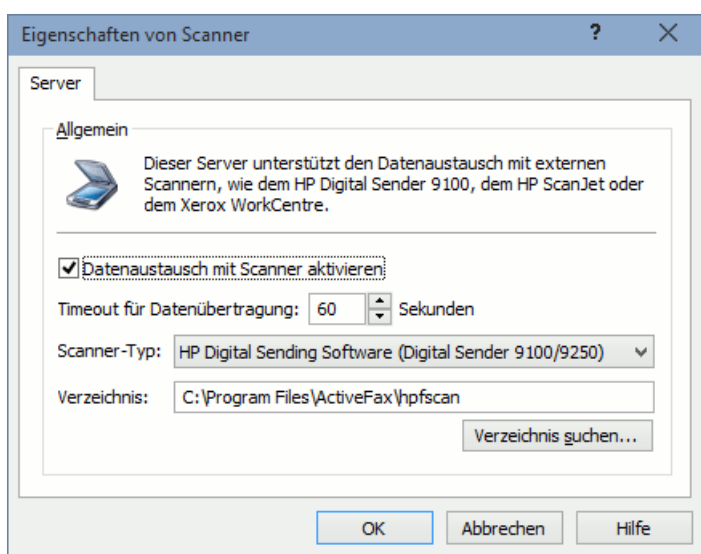 Eigenschaften von Scanner
?
Server
Allgemein
Dieser Server unterstützt den Datenaustausch mit externen
Scannern, wie dem HP Digital Sender 9100, dem HP ScanJet oder
dem Xerox WorkCentre.
Datenaustausch mit Scanner aktivieren
Timeout für Datenübertragung: 60 Sekunden
Scanner-Typ: HP Digital Sending Software (Digital Sender 9100/9250)
Verzeichnis: C:\Program Files\ActiveFax\hpfscan
Verzeichnis suchen...
OK Abbrechen Hilfe